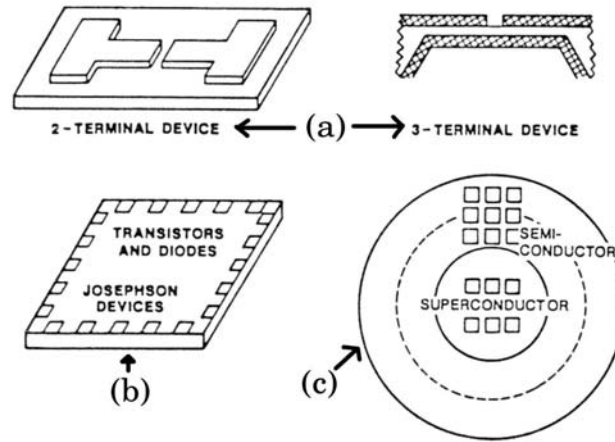 (a)
2-TERMINAL DEVICE
3-TERMINAL DEVICE
TRANSISTORS
AND DIODES
JOSEPHSON
DEVICES
(b)
SEMI-
CONDUCTOR
SUPERCONDUCTOR
(c)